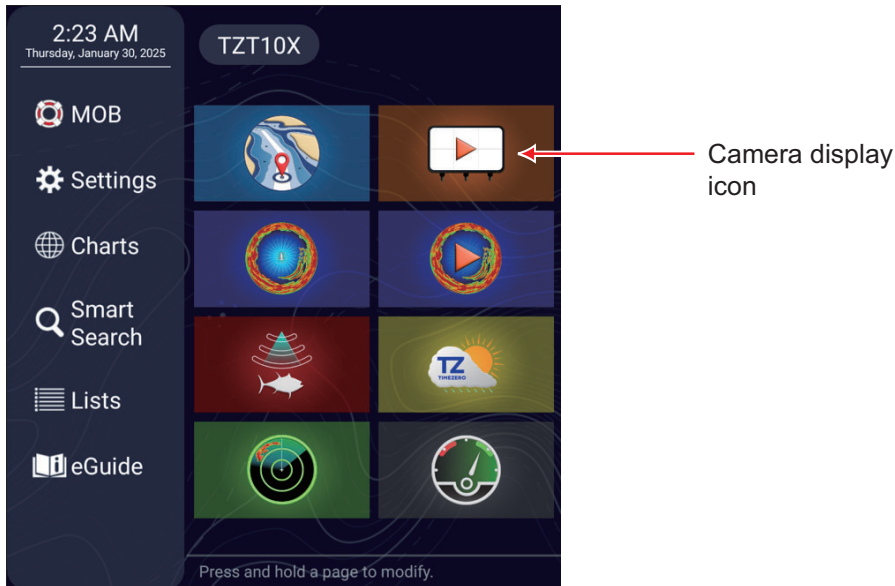 2:23 AM
Thursday, January 30, 2025
MOB
Settings
Charts
Smart
Search
Lists
eGuide
TZT10X
TZ
TIMEZERO
Press and hold a page to modify.
Camera display
icon